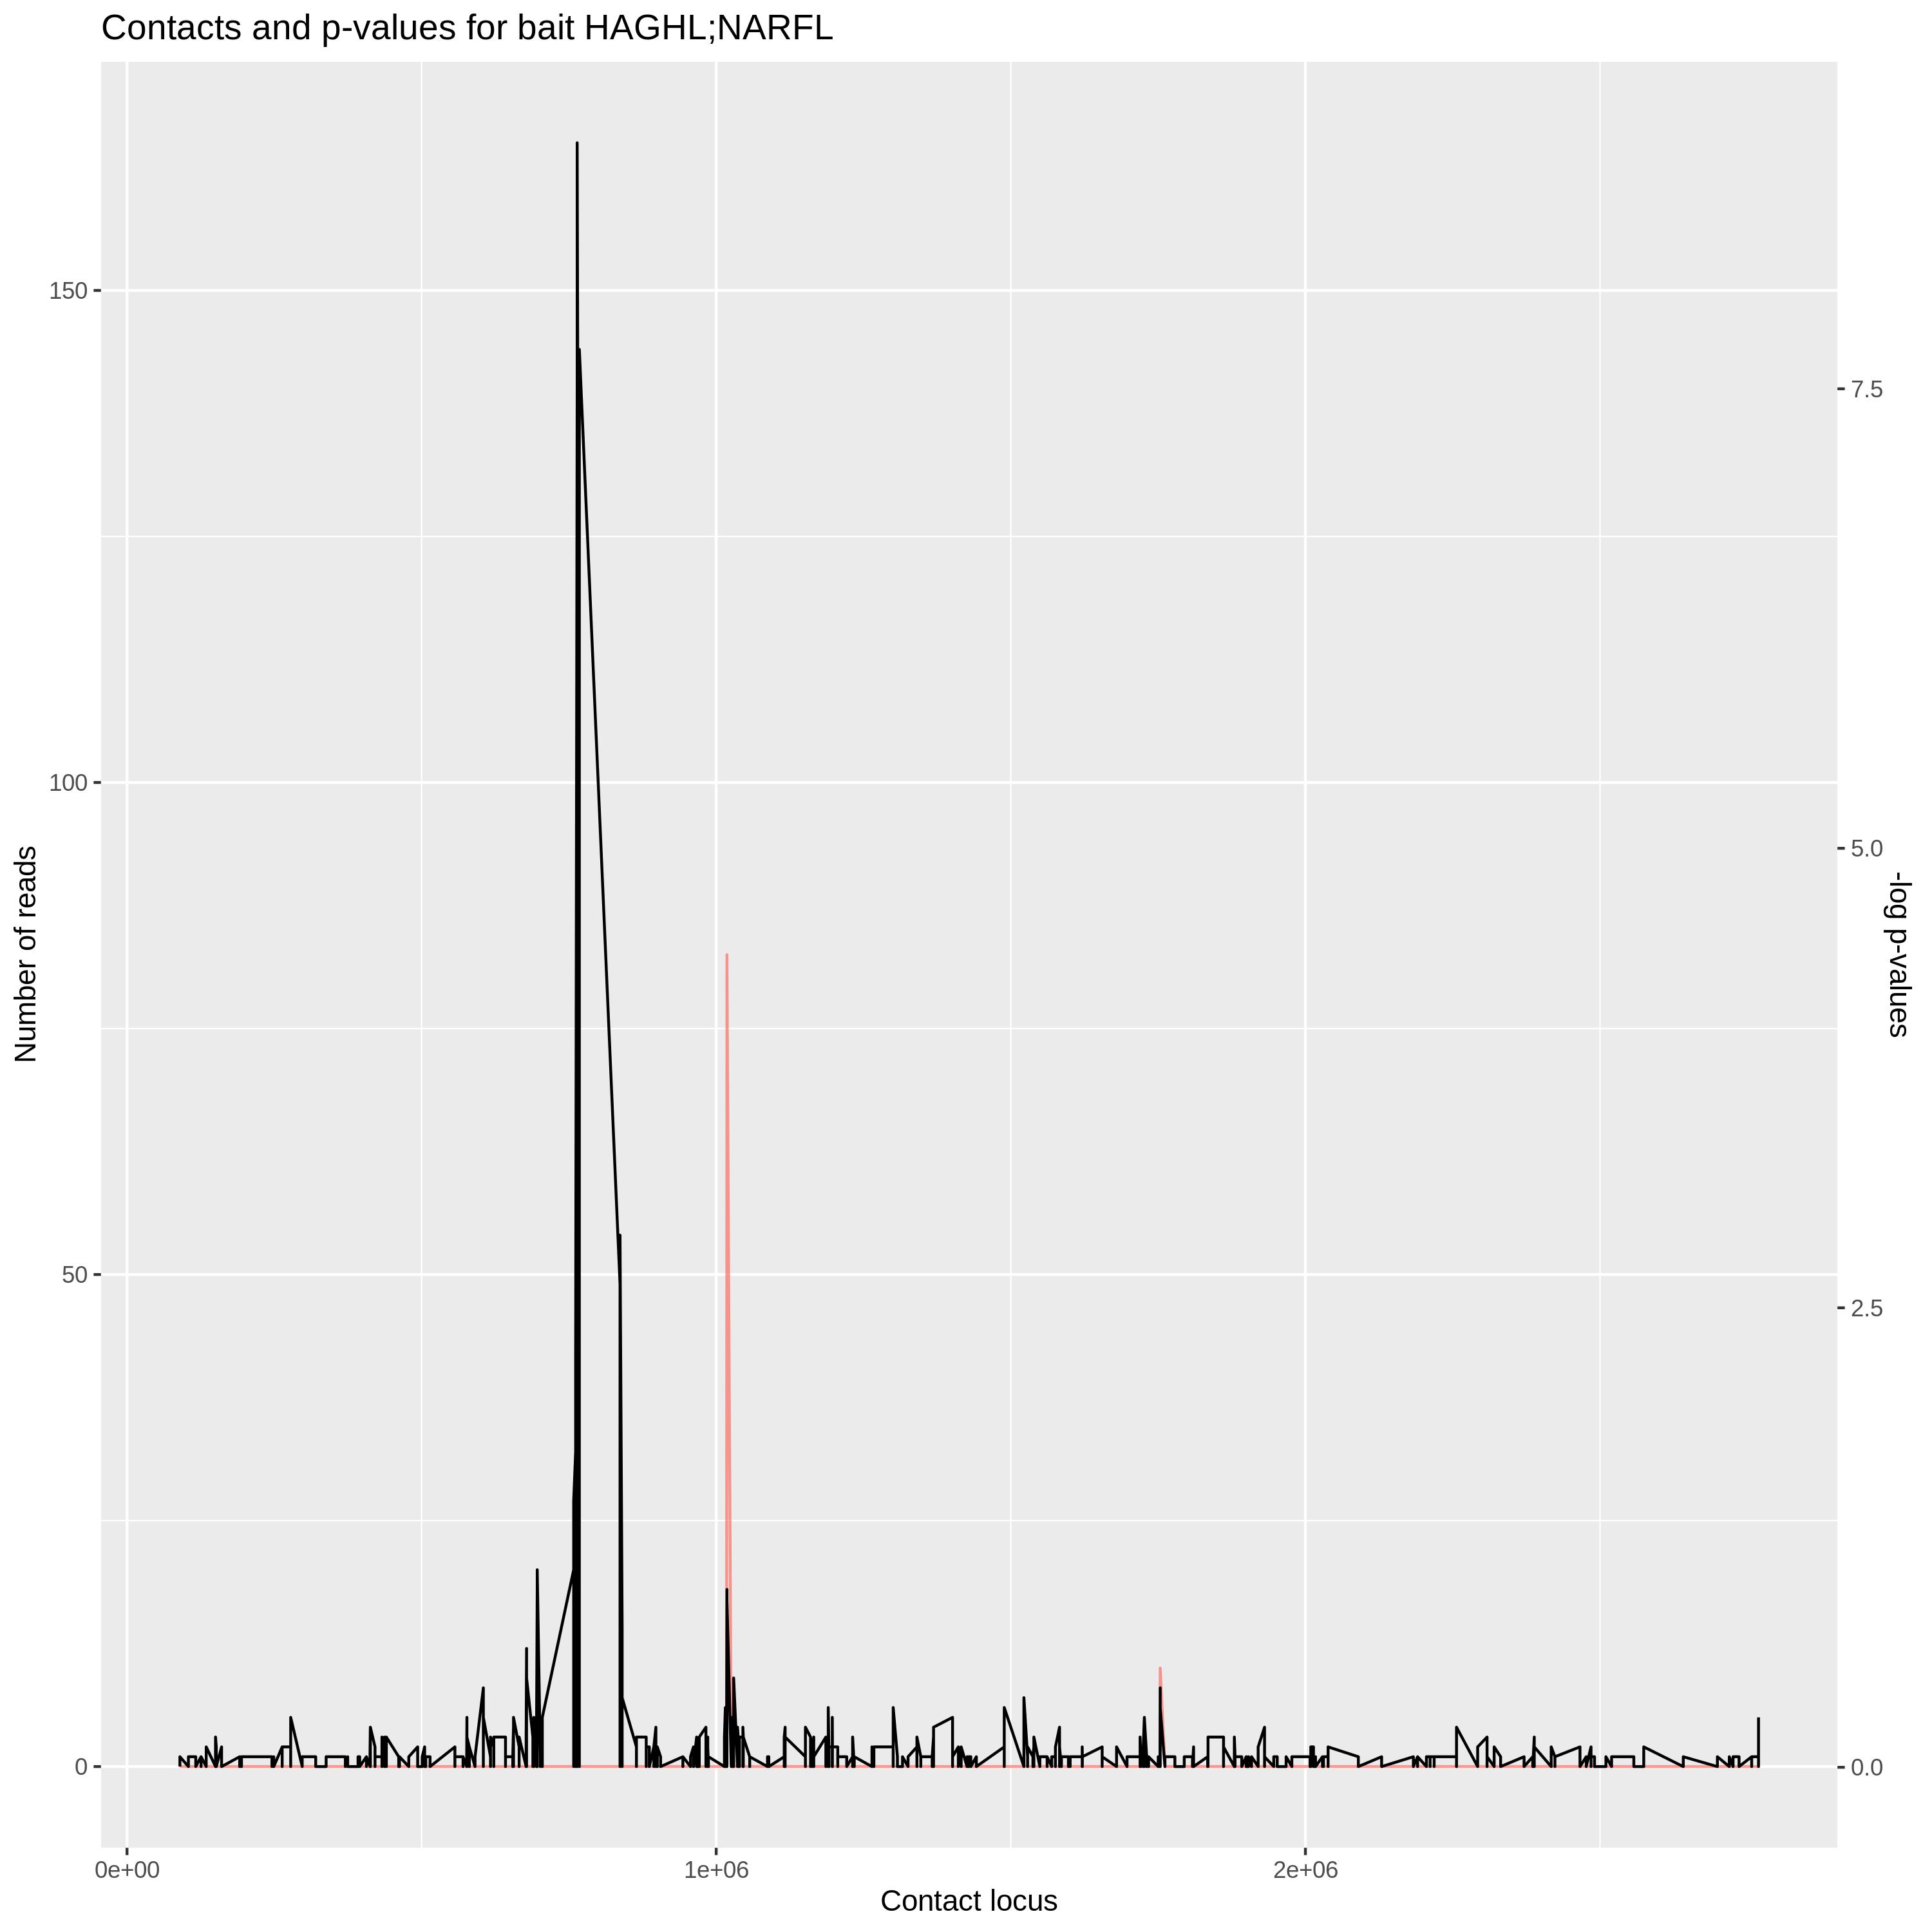 Contacts and p-values for bait HAGHL;NARFL
150
100
50
0
Number of reads
7.5
5.0
2.5
0.0
-log p-values
0e+00
1e+06
2e+06
Contact locus